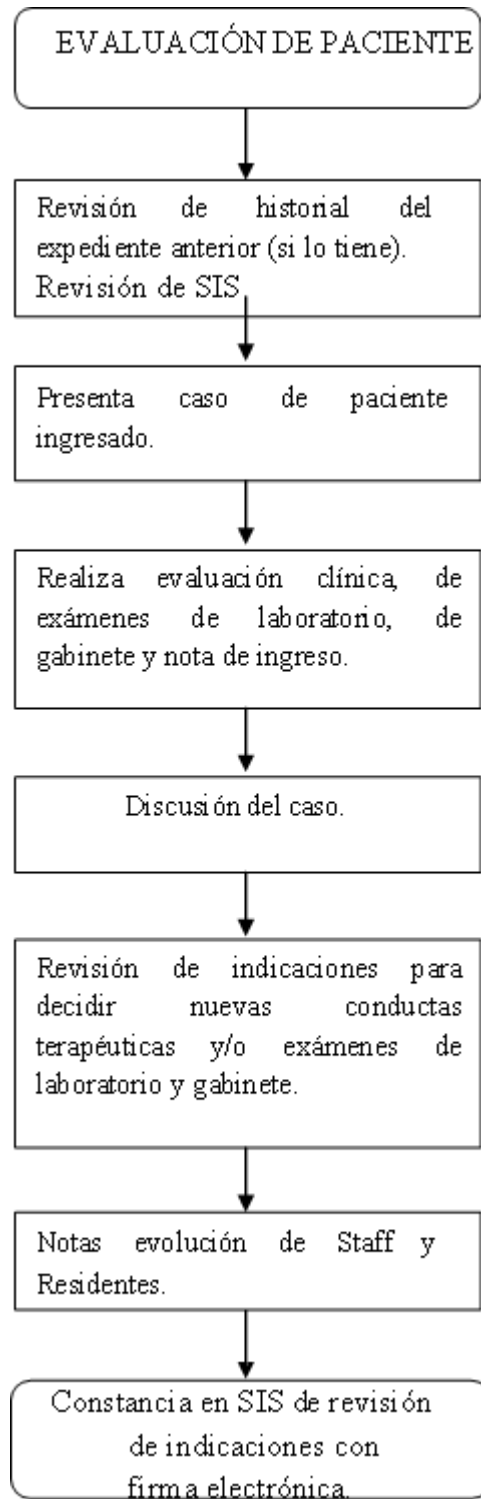 EVALUACIÓN DE PACIENTE
Revisión de historial del
expediente anterior (si lo tiene).
Revisión de SIS
Presenta caso de paciente
ingresado.
Realiza evaluación clínica, de
exámenes de laboratorio, de
gabinete y nota de ingreso.
Discusión del caso.
Revisión de indicaciones para
decidir nuevas conductas
terapéuticas y/o exámenes de
laboratorio y gabinete.
Notas evolución de Staff y
Residentes.
Constancia en SIS de revisión
de indicaciones con
firma electrónica.